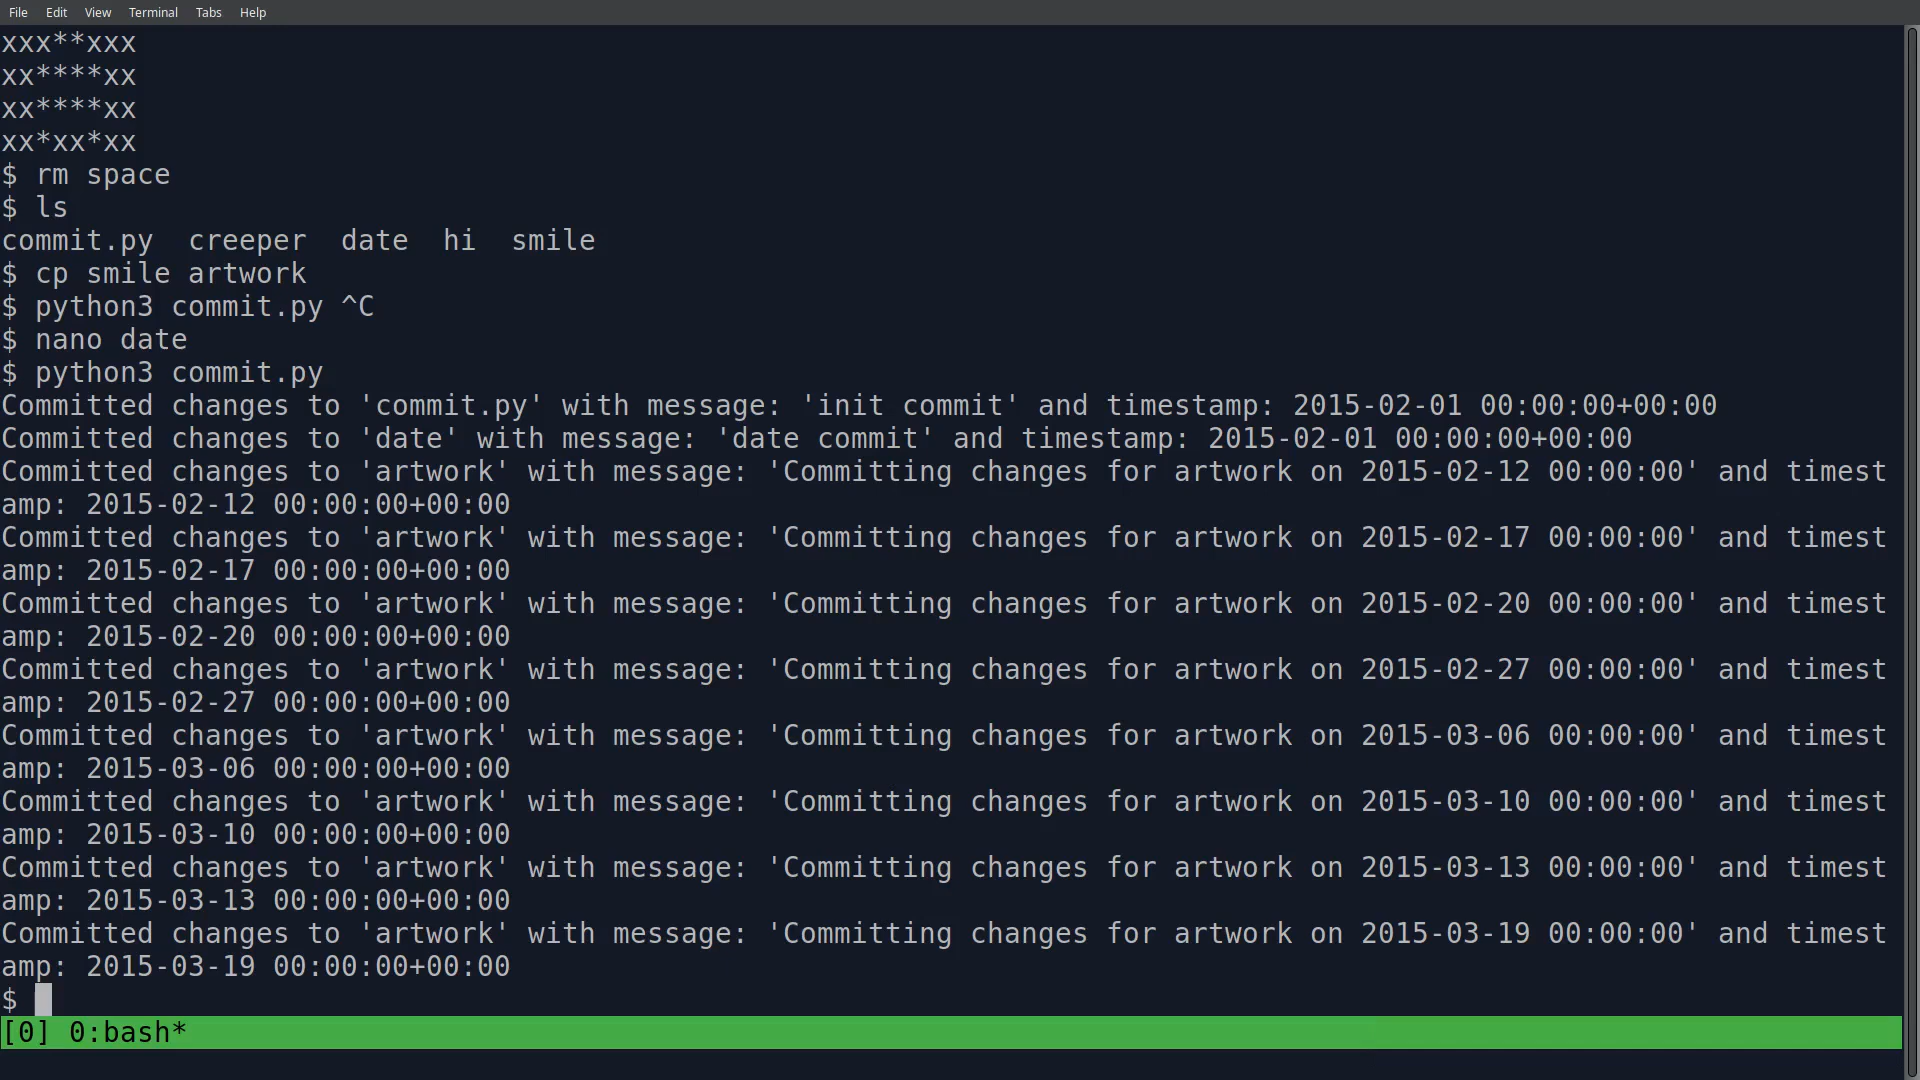 File Edit View Terminal Tabs Help
xxx**xxx
xx****xx
xx****xx
xx*xx*xx
$ rm space
$ ls
commit.py  creeper  date  hi  smile
$ cp smile artwork
$ python3 commit.py ^C
$ nano date
$ python3 commit.py
Committed changes to 'commit.py' with message: 'init commit' and timestamp: 2015-02-01 00:00:00+00:00
Committed changes to 'date' with message: 'date commit' and timestamp: 2015-02-01 00:00:00+00:00
Committed changes to 'artwork' with message: 'Committing changes for artwork on 2015-02-12 00:00:00' and timest
amp: 2015-02-12 00:00:00+00:00
Committed changes to 'artwork' with message: 'Committing changes for artwork on 2015-02-17 00:00:00' and timest
amp: 2015-02-17 00:00:00+00:00
Committed changes to 'artwork' with message: 'Committing changes for artwork on 2015-02-20 00:00:00' and timest
amp: 2015-02-20 00:00:00+00:00
Committed changes to 'artwork' with message: 'Committing changes for artwork on 2015-02-27 00:00:00' and timest
amp: 2015-02-27 00:00:00+00:00
Committed changes to 'artwork' with message: 'Committing changes for artwork on 2015-03-06 00:00:00' and timest
amp: 2015-03-06 00:00:00+00:00
Committed changes to 'artwork' with message: 'Committing changes for artwork on 2015-03-10 00:00:00' and timest
amp: 2015-03-10 00:00:00+00:00
Committed changes to 'artwork' with message: 'Committing changes for artwork on 2015-03-13 00:00:00' and timest
amp: 2015-03-13 00:00:00+00:00
Committed changes to 'artwork' with message: 'Committing changes for artwork on 2015-03-19 00:00:00' and timest
amp: 2015-03-19 00:00:00+00:00
$
[0] 0:bash*